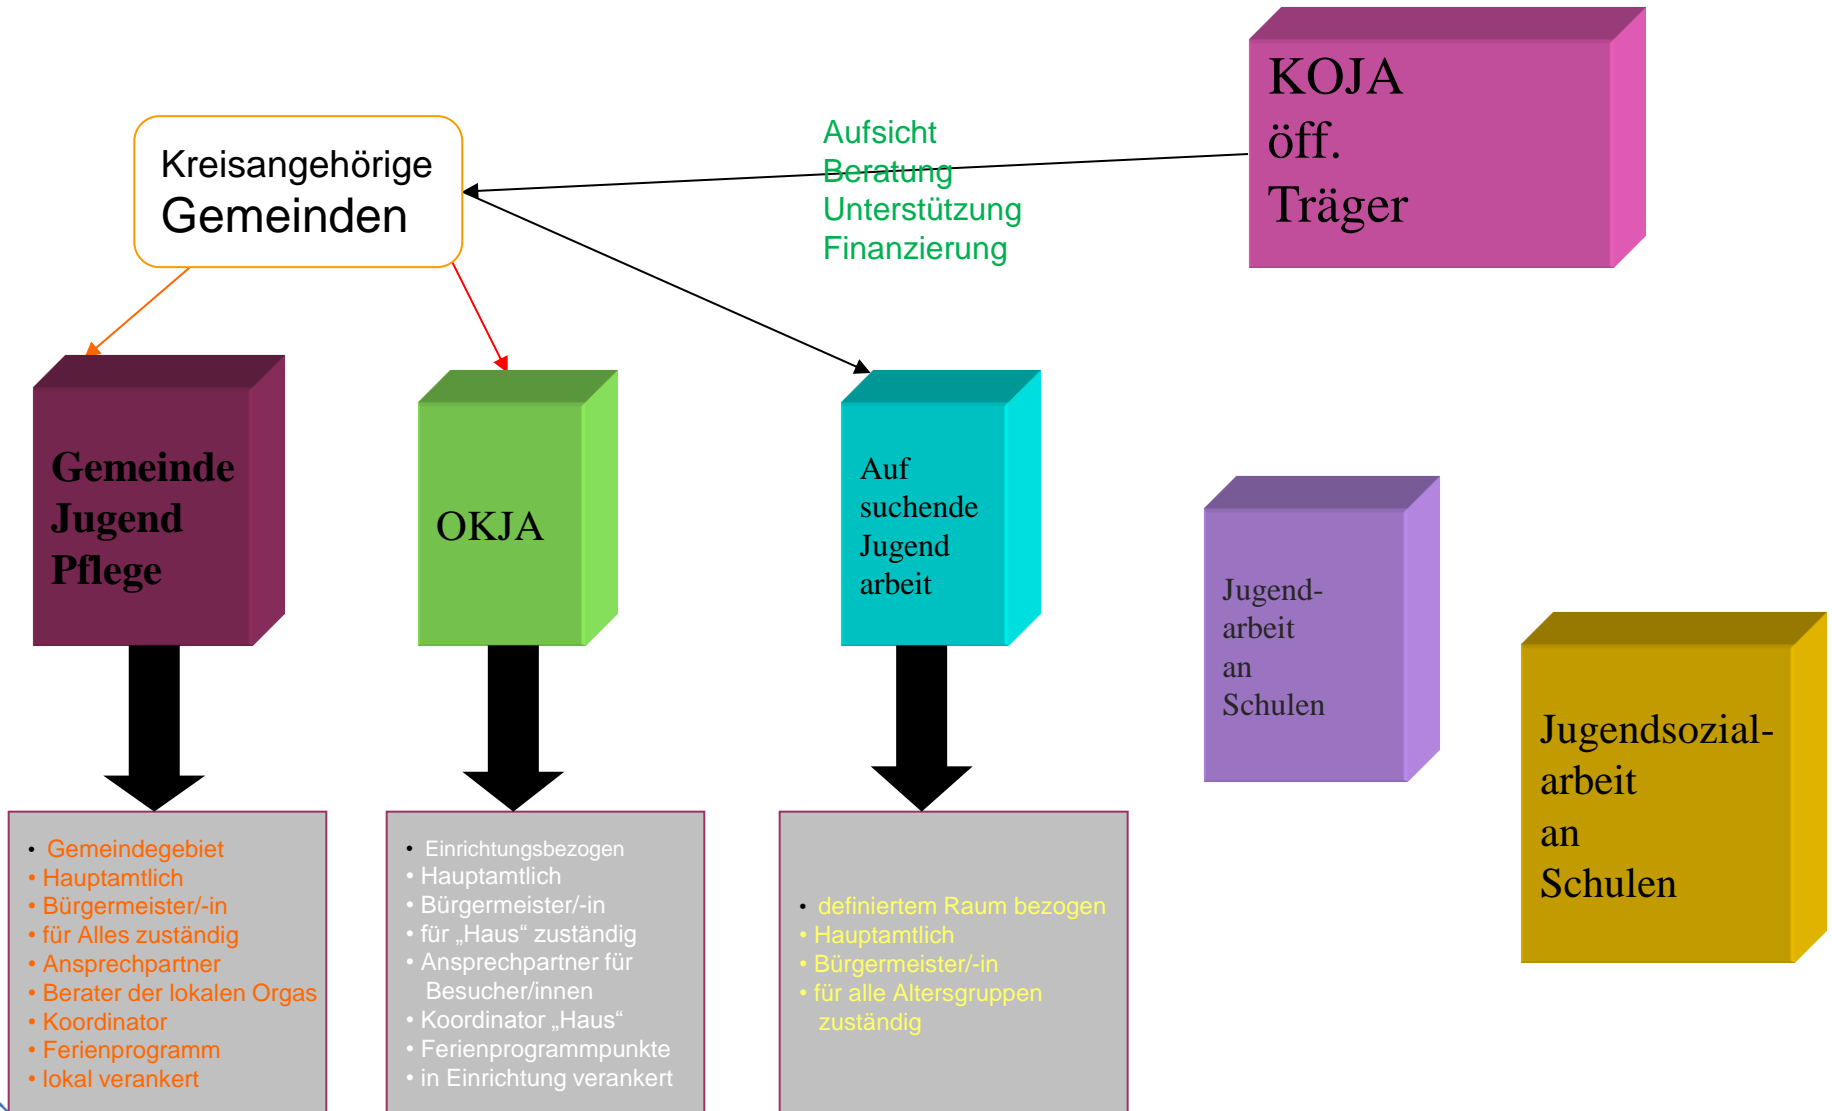 KOJA
öff.
Träger
Aufsicht
Beratung
Unterstützung
Finanzierung
Kreisangehörige
Gemeinden
Gemeinde
Jugend
Pflege
OKJA
Auf
suchende
Jugend
arbeit
Jugend-
arbeit
an
Schulen
Jugendsozial-
arbeit
an
Schulen
• Gemeindegebiet
• Hauptamtlich
• Bürgermeister/-in
• für Alles zuständig
• Ansprechpartner
• Berater der lokalen Orgas
• Koordinator
• Ferienprogramm
• lokal verankert
• Einrichtungsbezogen
• Hauptamtlich
• Bürgermeister/-in
• für „Haus“ zuständig
• Ansprechpartner für
Besucher/innen
• Koordinator „Haus“
• Ferienprogrammpunkte
• in Einrichtung verankert
• definiertem Raum bezogen
• Hauptamtlich
• Bürgermeister/-in
• für alle Altersgruppen
zuständig